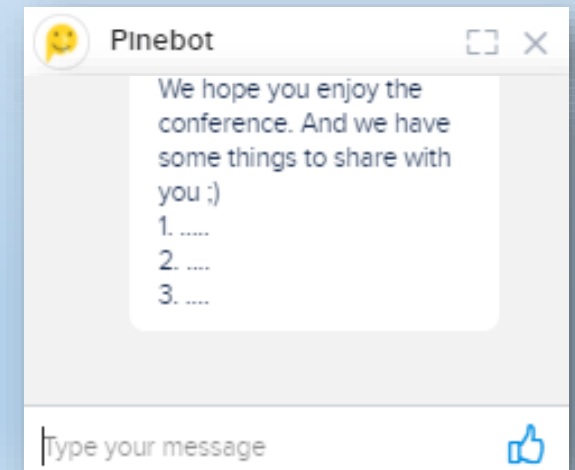 Pinebot
We hope you enjoy the
conference. And we have
some things to share with
you ;)
1. .....
2. ....
3. ....
Type your message